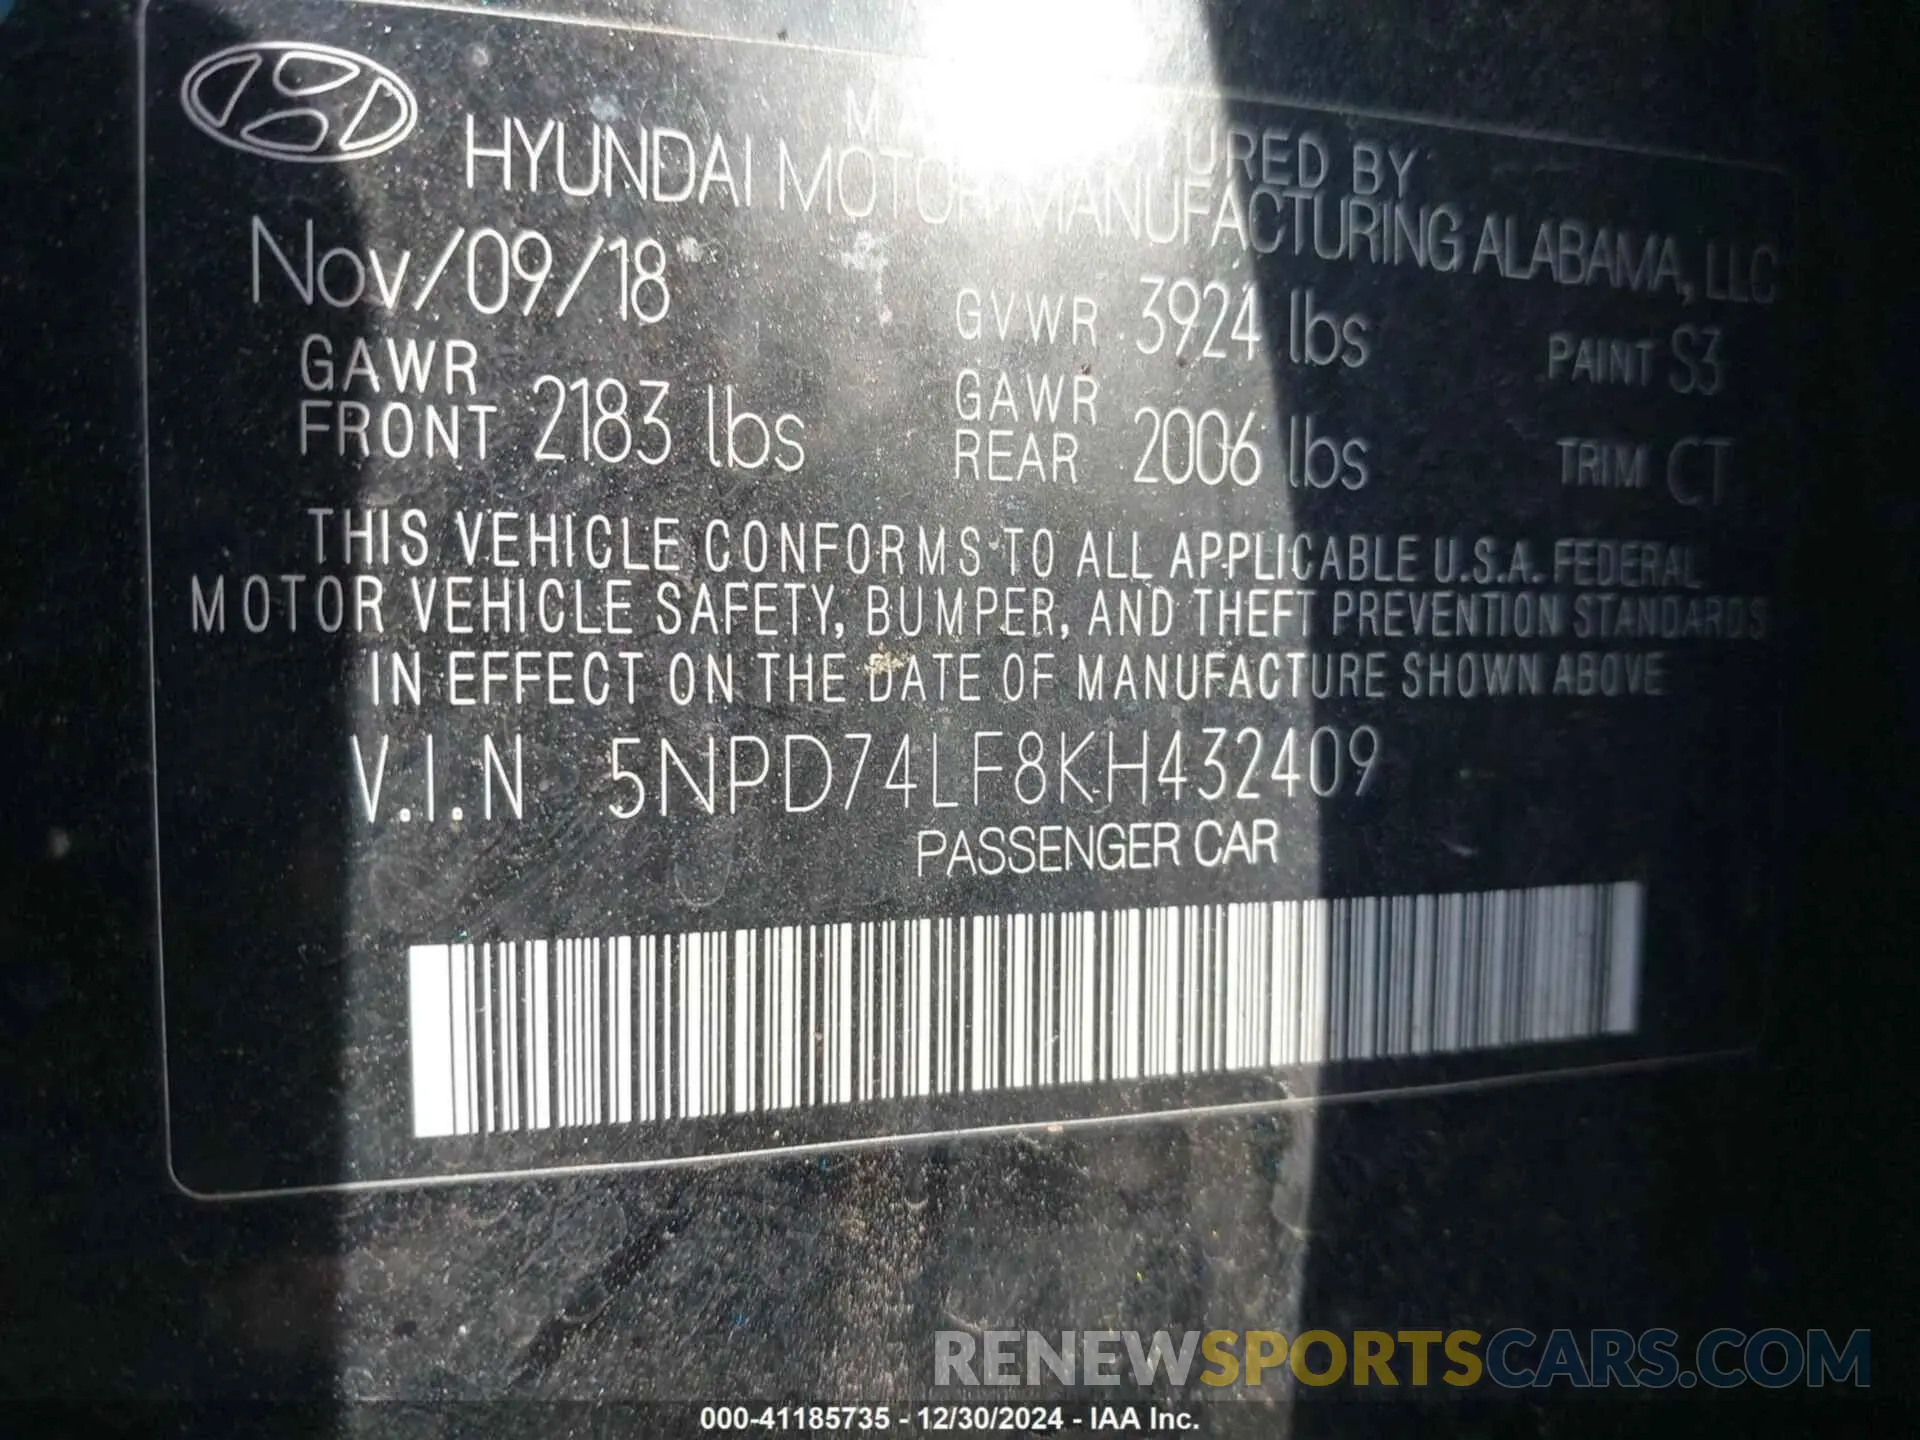 MANUFACTURED BY
HYUNDAI MOTOR MANUFACTURING ALABAMA, LLC
Nov/09/18 GVWR 3924 lbs PAINT S3
GAWR FRONT 2183 lbs GAWR REAR 2006 lbs TRIM CT
THIS VEHICLE CONFORMS TO ALL APPLICABLE U.S.A. FEDERAL
MOTOR VEHICLE SAFETY, BUMPER, AND THEFT PREVENTION STANDARDS
IN EFFECT ON THE DATE OF MANUFACTURE SHOWN ABOVE
V.I.N 5NPD74LF8KH432409
PASSENGER CAR
RENEWSPORTSCARS.COM
000-41185735 - 12/30/2024 - IAA Inc.